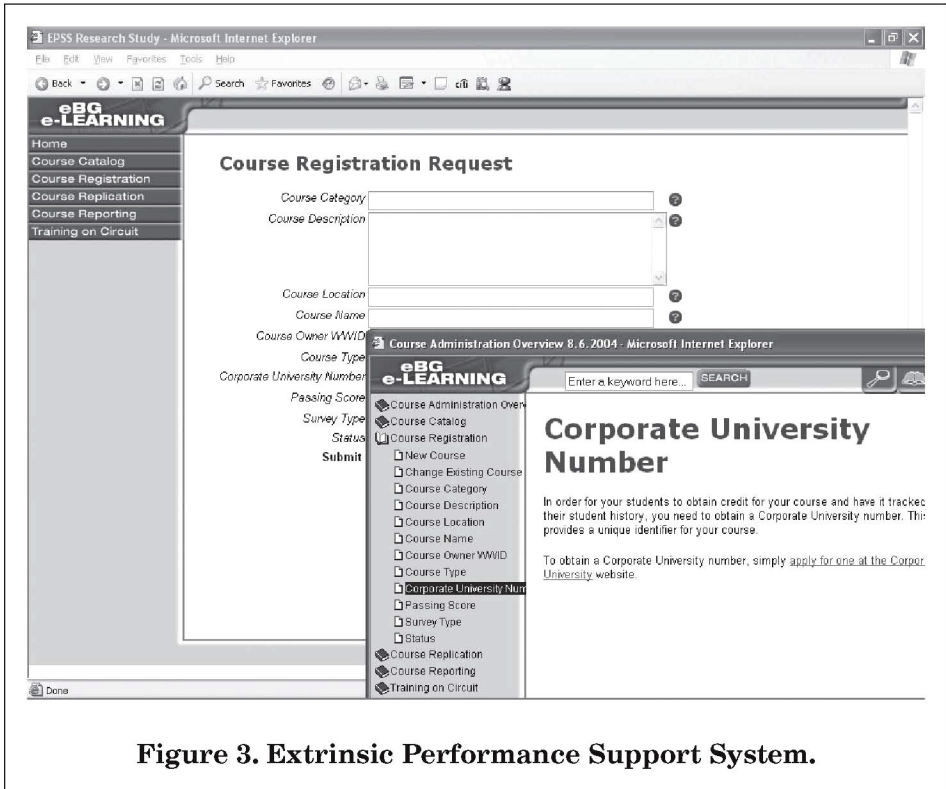 EPSS Research Study - Microsoft Internet Explorer
File Edit View Favorites Tools Help
Back Search Favorites
eBG
e-LEARNING
Home
Course Catalog
Course Registration
Course Replication
Course Reporting
Training on Circuit
Course Registration Request
Course Category
Course Description
Course Location
Course Name
Course Owner WWID
Course Type
Corporate University Number
Passing Score
Survey Type
Status
Submit
Done
Course Administration Overview 8.6.2004 - Microsoft Internet Explorer
eBG
e-LEARNING
Enter a keyword here... SEARCH
Course Administration Overv
Course Catalog
Course Registration
New Course
Change Existing Course
Course Category
Course Description
Course Location
Course Name
Course Owner WWID
Course Type
Corporate University Num
Passing Score
Survey Type
Status
Course Replication
Course Reporting
Training on Circuit
Corporate University
Number
In order for your students to obtain credit for your course and have it tracked
their student history, you need to obtain a Corporate University number. This
provides a unique identifier for your course.
To obtain a Corporate University number, simply apply for one at the Corpor
University website.
Figure 3. Extrinsic Performance Support System.